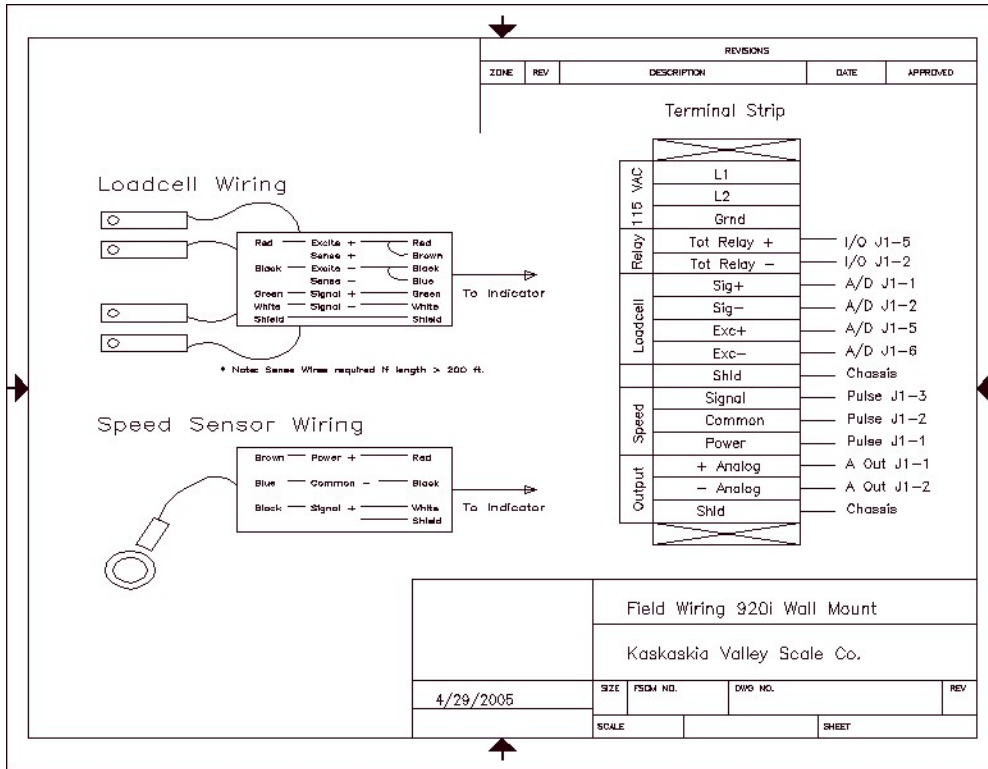 REVISIONS
ZONE REV DESCRIPTION DATE APPROVED
Terminal Strip
115 VAC
L1
L2
Grnd
Relay
Tot Relay + I/O J1-5
Tot Relay - I/O J1-2
Loadcell
Sig+ A/D J1-1
Sig- A/D J1-2
Exc+ A/D J1-5
Exc- A/D J1-6
Shld Chassis
Speed
Signal Pulse J1-3
Common Pulse J1-2
Power Pulse J1-1
Output
+ Analog A Out J1-1
- Analog A Out J1-2
Shld Chassis
Loadcell Wiring
Red Excite + Red
Sense + Brown
Black Excite - Black
Sense - Blue
Green Signal + Green
White Signal - White
Shield Shield
To Indicator
* Note: Sense Wires required if length > 200 ft.
Speed Sensor Wiring
Brown Power + Red
Blue Common - Black
Black Signal + White
Shield
To Indicator
Field Wiring 920i Wall Mount
Kaskaskia Valley Scale Co.
4/29/2005
SIZE FSCM NO. DWG NO. REV
SCALE SHEET